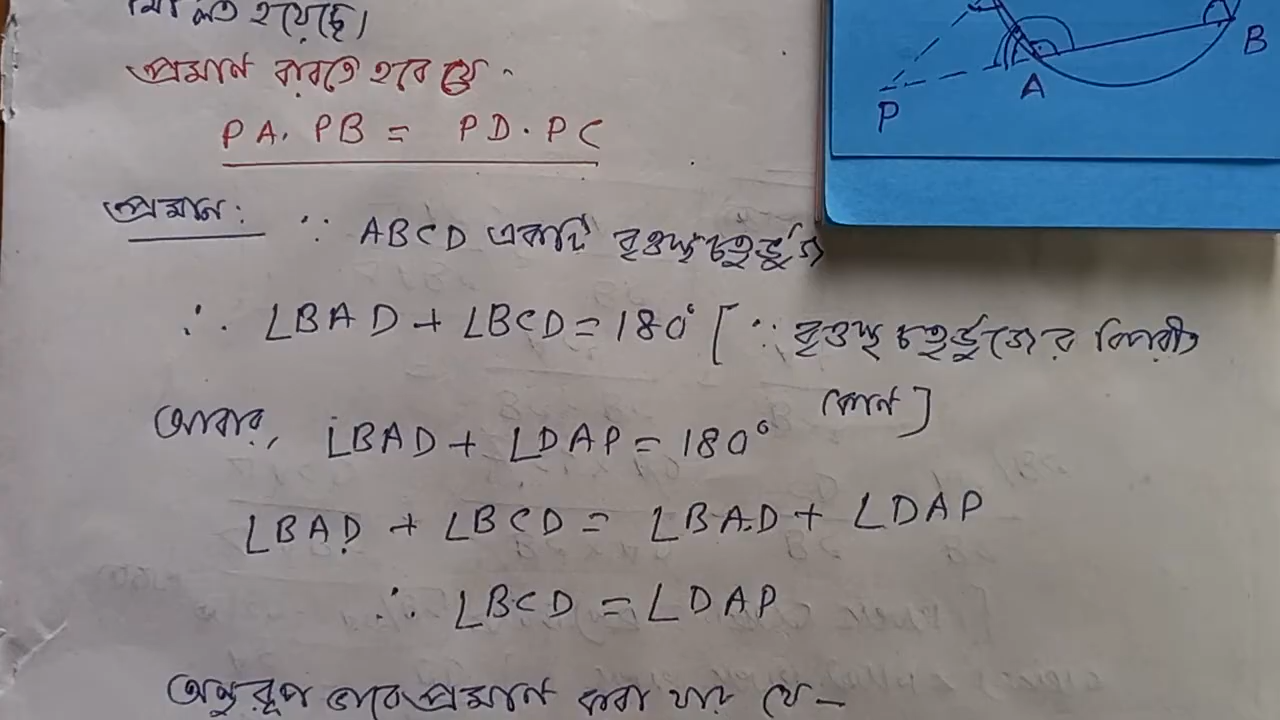 হয়েছে।
প্রমান করতে হবে যে -
PA. PB = PD. PC
প্রমান: ∵ ABCD একটি বৃত্তস্থ চতুর্ভুজ
∴ ∠BAD + ∠BCD = 180° [∵ বৃত্তস্থ চতুর্ভুজের বিপরীত
কোন]
আবার, ∠BAD + ∠DAP = 180°
∠BAD + ∠BCD = ∠BAD + ∠DAP
∴ ∠BCD = ∠DAP
অনুরূপ ভাবে প্রমান করা যায় যে—
P
A
B